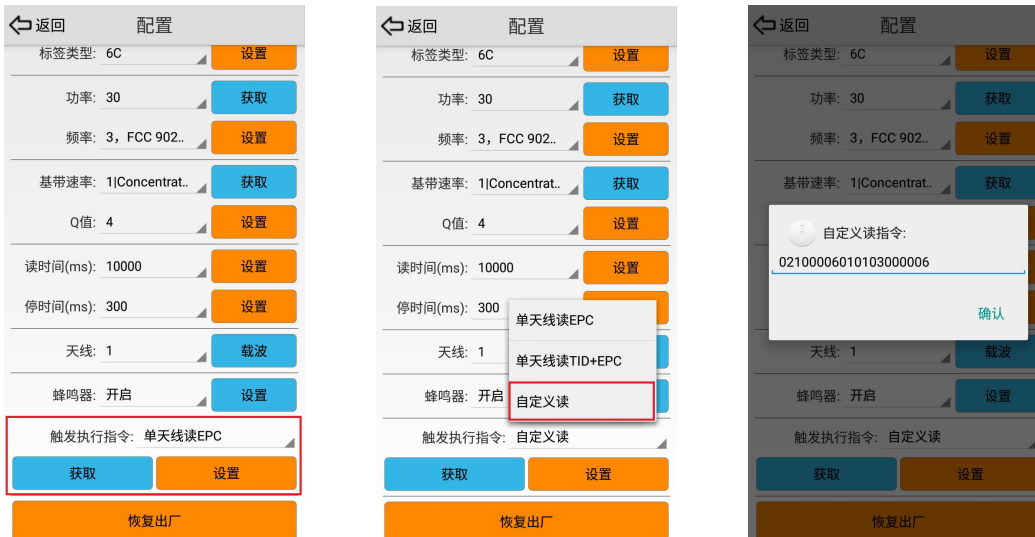 返回 配置
标签类型: 6C 设置
功率: 30 获取
频率: 3，FCC 902.. 设置
基带速率: 1|Concentrat.. 获取
Q值: 4 设置
读时间(ms): 10000 设置
停时间(ms): 300 设置
天线: 1 载波
蜂鸣器: 开启 设置
触发执行指令: 单天线读EPC
获取 设置
恢复出厂
返回 配置
标签类型: 6C 设置
功率: 30 获取
频率: 3，FCC 902.. 设置
基带速率: 1|Concentrat.. 获取
Q值: 4 设置
读时间(ms): 10000 设置
停时间(ms): 300
单天线读EPC
天线: 1
单天线读TID+EPC
蜂鸣器: 开启
自定义读
触发执行指令: 自定义读
获取 设置
恢复出厂
返回 配置
标签类型: 6C 设置
功率: 30 获取
频率: 3，FCC 902.. 设置
基带速率: 1|Concentrat.. 获取
自定义读指令:
02100006010103000006
确认
天线: 1 载波
蜂鸣器: 开启 设置
触发执行指令: 自定义读
获取 设置
恢复出厂